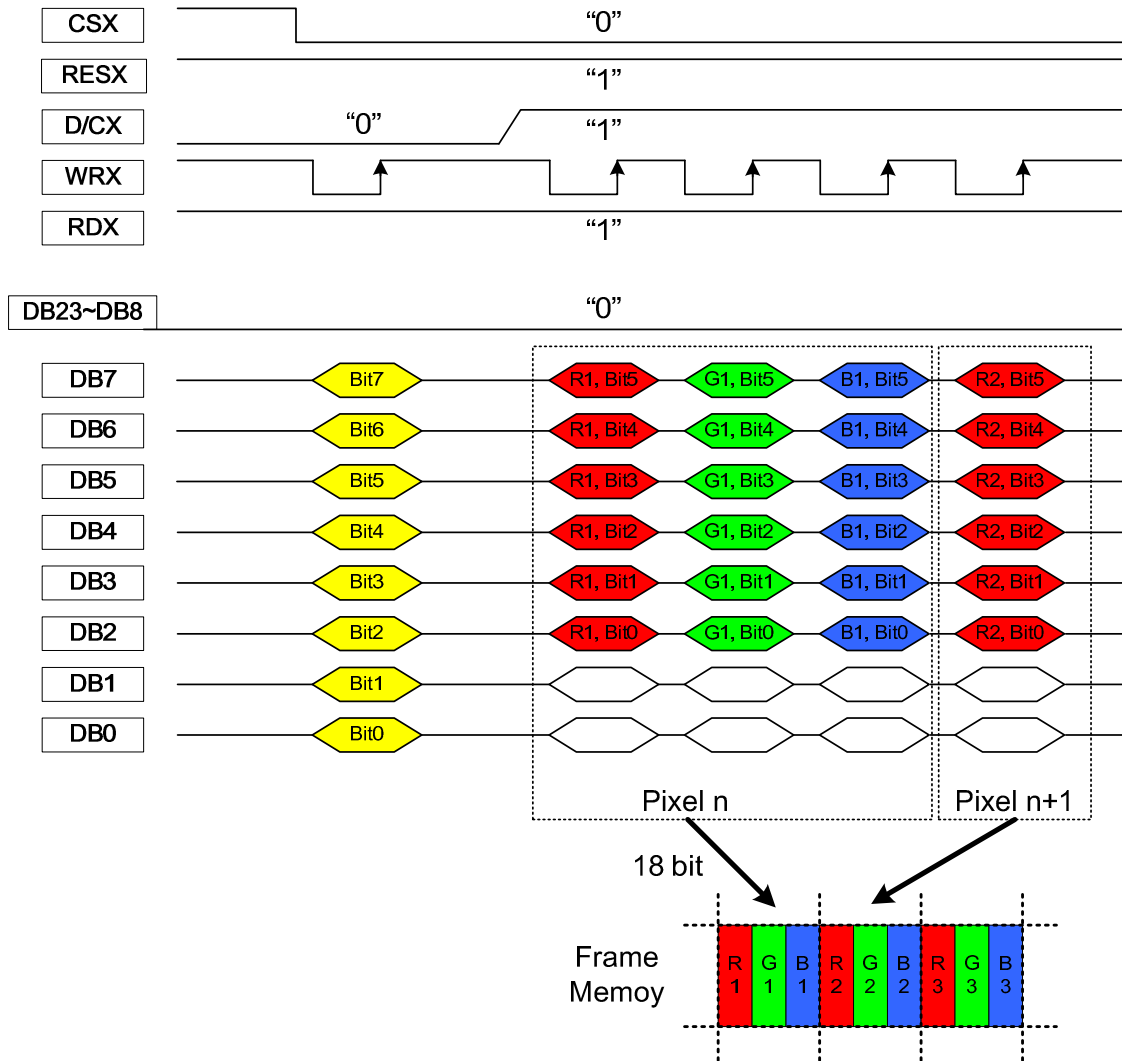 CSX “0”
RESX “1”
D/CX “0” “1”
WRX
RDX “1”
DB23~DB8 “0”
DB7 Bit7 R1, Bit5 G1, Bit5 B1, Bit5 R2, Bit5
DB6 Bit6 R1, Bit4 G1, Bit4 B1, Bit4 R2, Bit4
DB5 Bit5 R1, Bit3 G1, Bit3 B1, Bit3 R2, Bit3
DB4 Bit4 R1, Bit2 G1, Bit2 B1, Bit2 R2, Bit2
DB3 Bit3 R1, Bit1 G1, Bit1 B1, Bit1 R2, Bit1
DB2 Bit2 R1, Bit0 G1, Bit0 B1, Bit0 R2, Bit0
DB1 Bit1
DB0 Bit0
Pixel n Pixel n+1
18 bit
Frame
Memoy
R G B R G B R G B
1 1 1 2 2 2 3 3 3